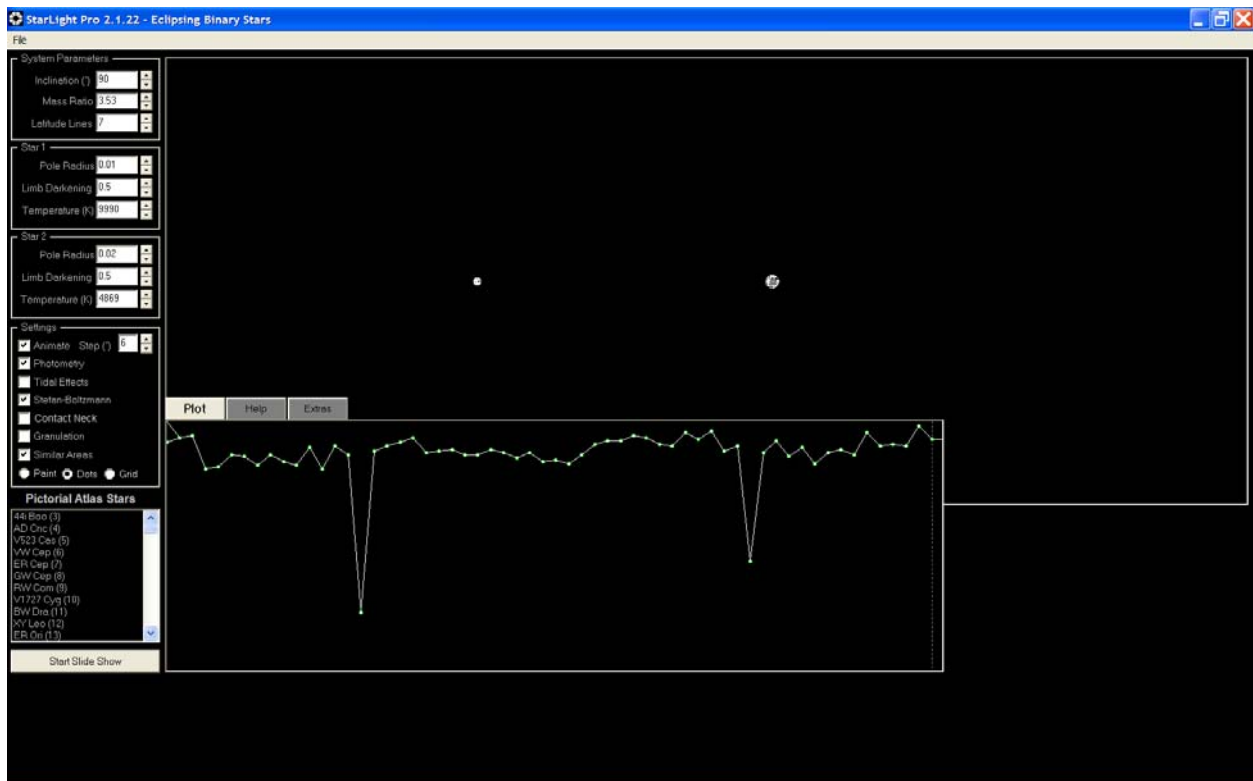 StarLight Pro 2.1.22 - Eclipsing Binary Stars
File
System Parameters
Inclination (°) 90
Mass Ratio 3.53
Latitude Lines 7
Star 1
Pole Radius 0.01
Limb Darkening 0.5
Temperature (K) 9990
Star 2
Pole Radius 0.02
Limb Darkening 0.5
Temperature (K) 4869
Settings
Animate Step (°) 6
Photometry
Tidal Effects
Stefan-Boltzmann
Contact Neck
Granulation
Similar Areas
Paint Dots Grid
Plot Help Extras
Pictorial Atlas Stars
44i Boo (3)
AD Cnc (4)
V523 Cas (5)
VW Cep (6)
ER Cep (7)
GW Cep (8)
RW Com (9)
V1727 Cyg (10)
BW Dra (11)
XY Leo (12)
ER Ori (13)
Start Slide Show